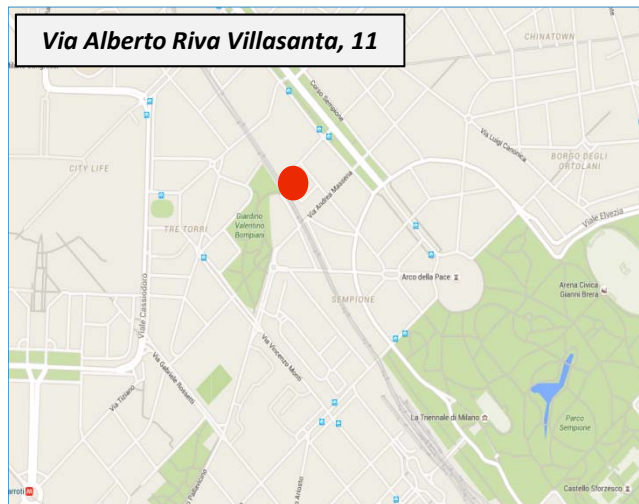 Via Alberto Riva Villasanta, 11
CHINATOWN
Corso Sempione
Via Luigi Canonica
BORGO DEGLI
ORTOLANI
CITY LIFE
Via Andrea Massena
Giardino
Valentino
Bompiani
TRE TORRI
Viale Elvezia
Arco della Pace
Arena Civica
Gianni Brera
SEMPIONE
Viale Cassiodoro
Via Vincenzo Monti
Via Gabriele Rossetti
Via Tiziano
La Triennale di Milano
Parco
Sempione
Castello Sforzesco